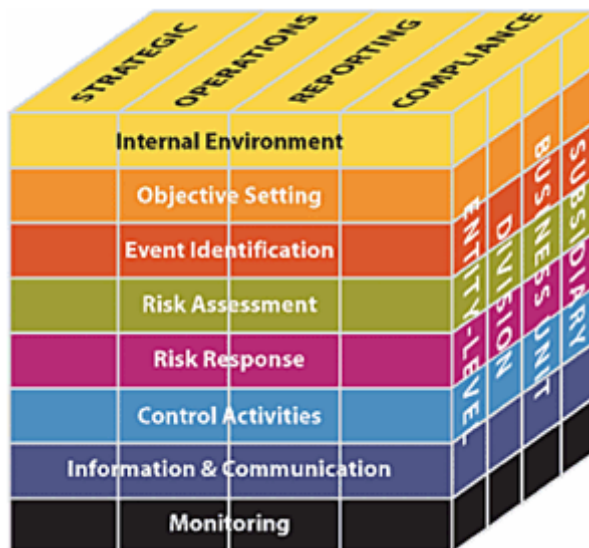 STRATEGIC
OPERATIONS
REPORTING
COMPLIANCE
Internal Environment
Objective Setting
Event Identification
Risk Assessment
Risk Response
Control Activities
Information & Communication
Monitoring
ENTITY-LEVEL
DIVISION
BUSINESS UNIT
SUBSIDIARY